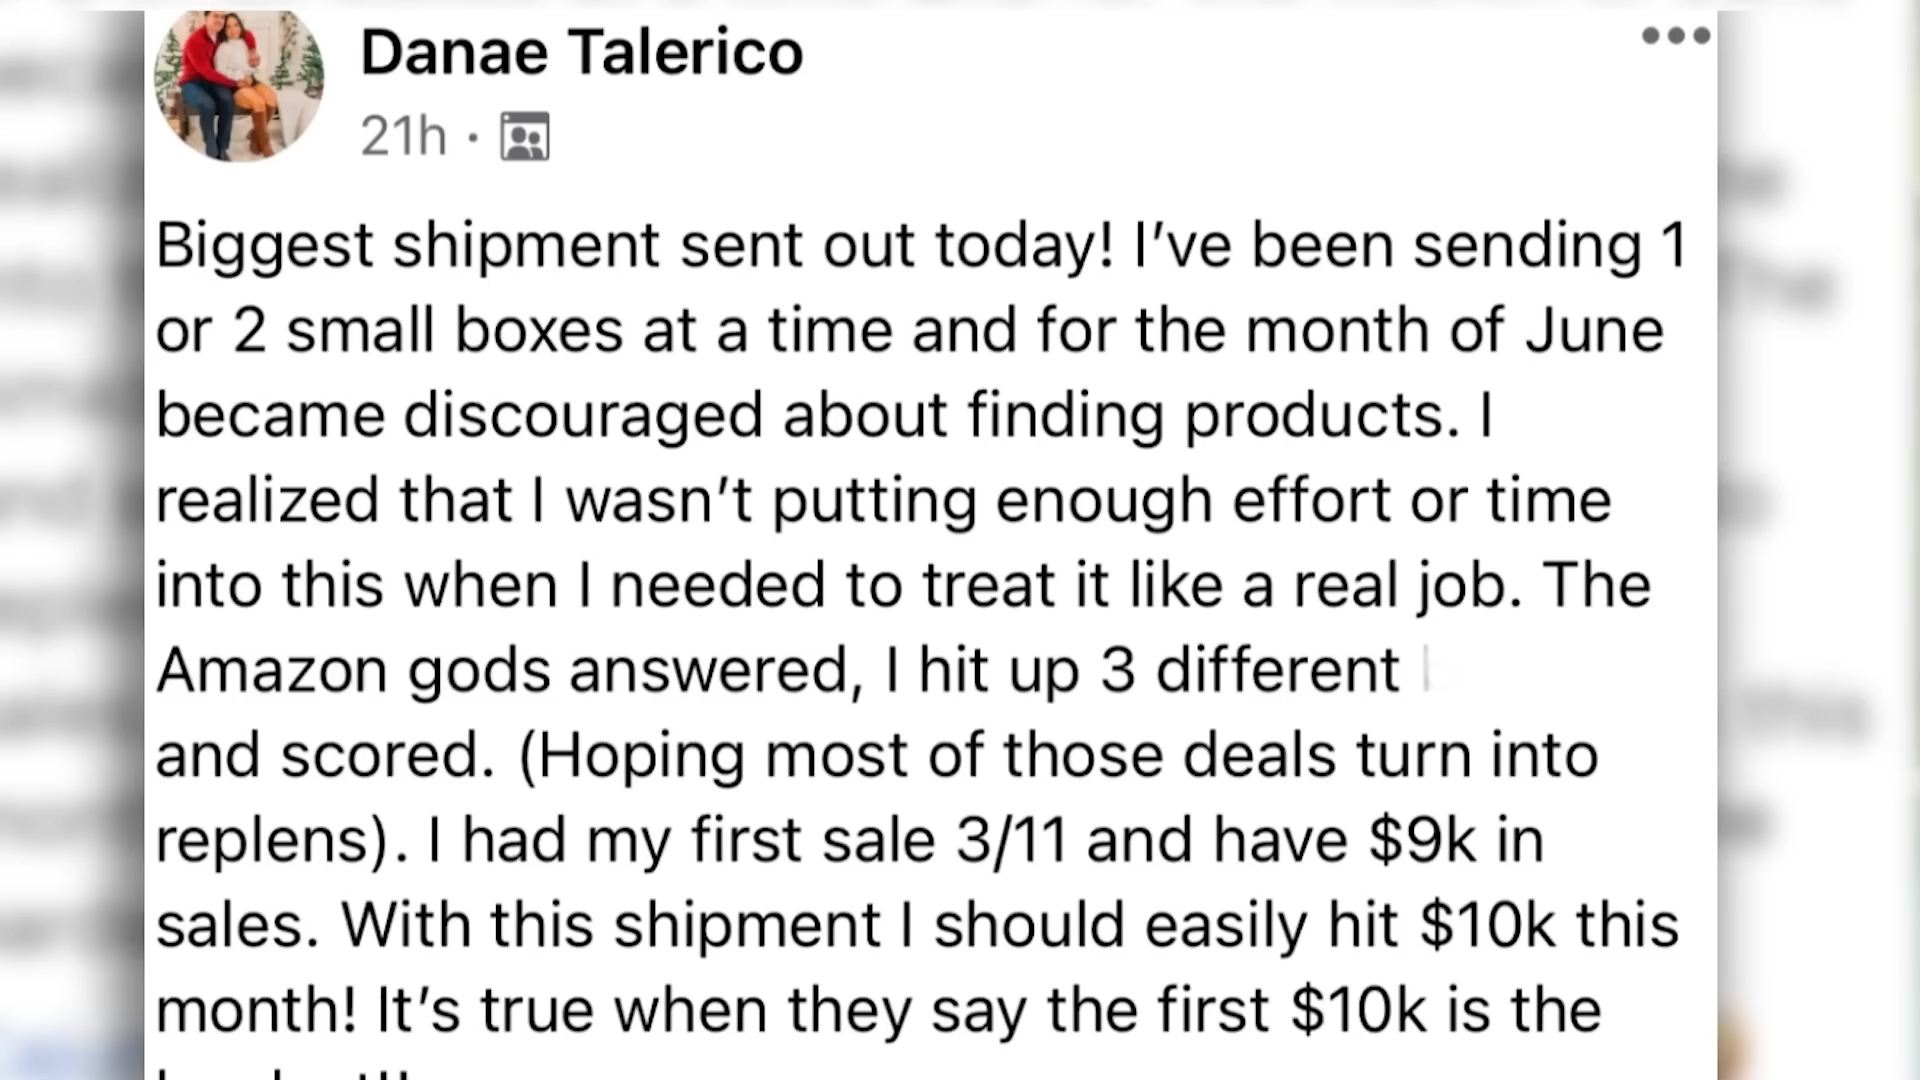 Danae Talerico
21h ·
Biggest shipment sent out today! I've been sending 1
or 2 small boxes at a time and for the month of June
became discouraged about finding products. I
realized that I wasn't putting enough effort or time
into this when I needed to treat it like a real job. The
Amazon gods answered, I hit up 3 different
and scored. (Hoping most of those deals turn into
replens). I had my first sale 3/11 and have $9k in
sales. With this shipment I should easily hit $10k this
month! It's true when they say the first $10k is the